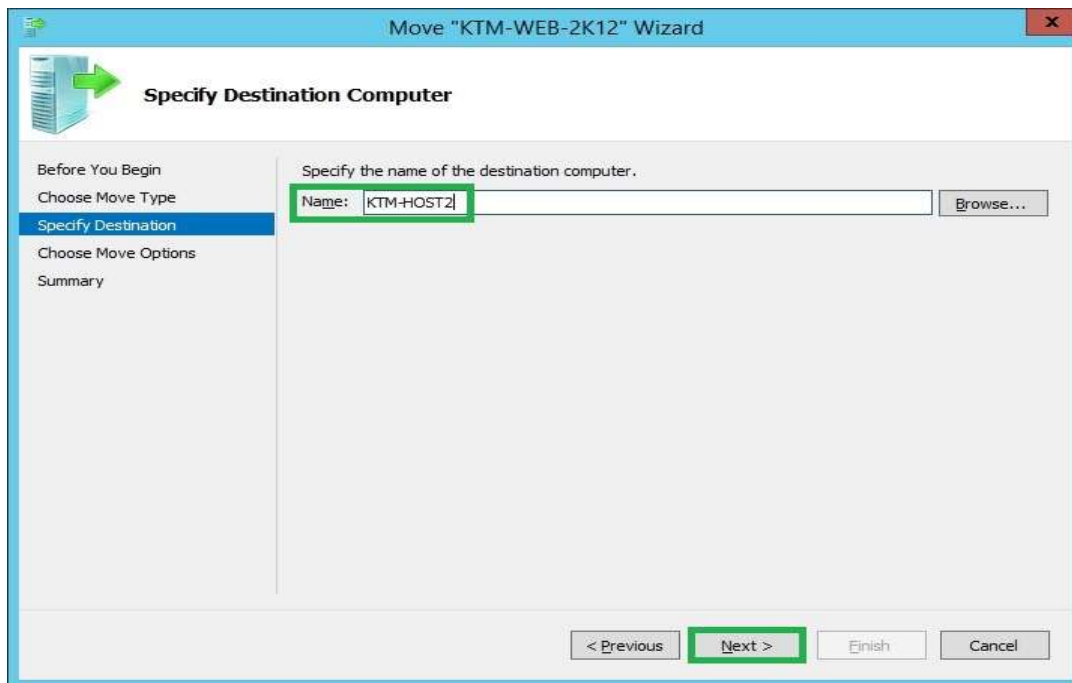 Move "KTM-WEB-2K12" Wizard
x
Specify Destination Computer
Before You Begin
Choose Move Type
Specify Destination
Choose Move Options
Summary
Specify the name of the destination computer.
Name: KTM-HOST2 Browse...
< Previous Next > Finish Cancel